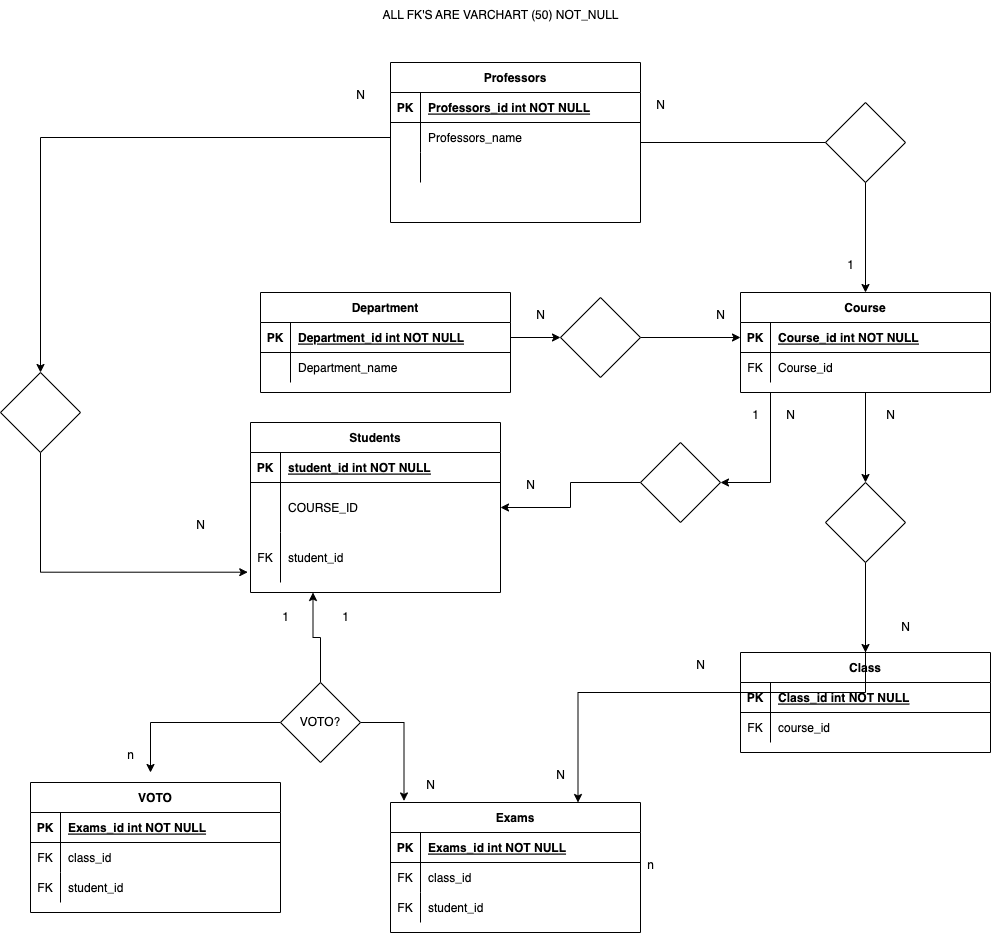 ALL FK'S ARE VARCHART (50) NOT_NULL
Professors
N
PK Professors_id int NOT NULL
N
Professors_name
1
Department
Course
N
N
PK Department_id int NOT NULL
PK Course_id int NOT NULL
Department_name
FK Course_id
1
N
N
Students
PK student_id int NOT NULL
N
COURSE_ID
N
FK student_id
1
1
N
N
Class
PK Class_id int NOT NULL
VOTO?
FK course_id
n
N
N
VOTO
Exams
PK Exams_id int NOT NULL
PK Exams_id int NOT NULL
n
FK class_id
FK class_id
FK student_id
FK student_id